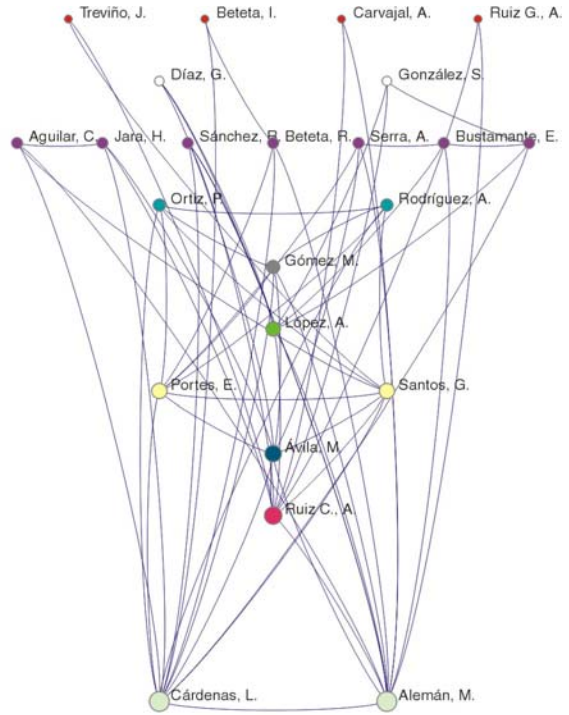 Treviño, J. Beteta, I. Carvajal, A. Ruiz G., A.
Díaz, G. González, S.
Aguilar, C. Jara, H. Sánchez, R. Beteta, R. Serra, A. Bustamante, E.
Ortiz, P. Rodríguez, A.
Gómez, M.
López, A.
Portes, E. Santos, G.
Ávila, M.
Ruiz C., A.
Cárdenas, L. Alemán, M.